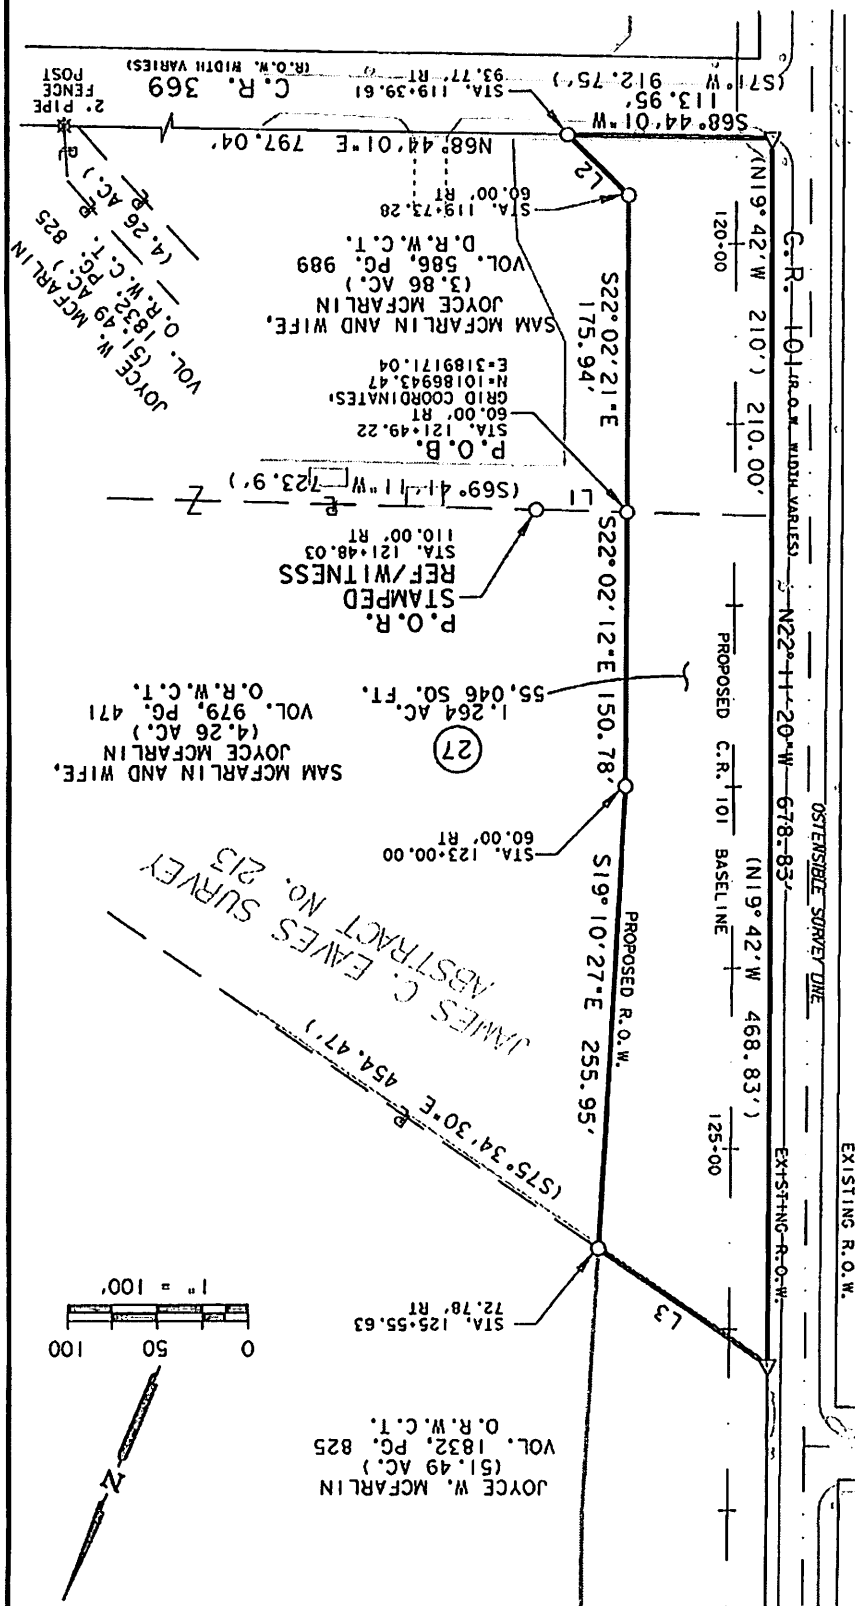 2" PIPE
FENCE
POST
C.R. 369
(R.O.W. WIDTH VARIES)
STA. 119+39.61
93.77' RT
(S71°W 912.75')
113.95'
S68°44'01"W
N68°44'01"E 797.04'
L2
STA. 119+73.28
60.00' RT
SAM MCFARLIN AND WIFE,
JOYCE MCFARLIN
(3.86 AC.)
VOL. 586, PG. 989
D.R.W.C.T.
(4.26 AC.)
JOYCE W. MCFARLIN
(51.49 AC.)
VOL. 1832, PG. 825
O.R.W.C.T.
S22°02'21"E
175.94'
P.O.B.
STA. 121+49.22
60.00' RT
GRID COORDINATES:
N=10186943.47
E=3189171.04
(S69°41'11"W 723.9')
L1
P.O.R.
STAMPED
REF/WITNESS
STA. 121+48.03
110.00' RT
S22°02'12"E 150.78'
SAM MCFARLIN AND WIFE,
JOYCE MCFARLIN
(4.26 AC.)
VOL. 979, PG. 471
O.R.W.C.T.
27
1.264 AC.
55,046 SQ. FT.
STA. 123+00.00
60.00' RT
JAMES C. EAVES SURVEY
ABSTRACT No. 213
S19°10'27"E 255.95'
PROPOSED R.O.W.
(S75°34'30"E 454.47')
STA. 125+55.63
72.78' RT
L3
JOYCE W. MCFARLIN
(51.49 AC.)
VOL. 1832, PG. 825
O.R.W.C.T.
(N19°42'W 210') 210.00'
C.R. 101 (R.O.W. WIDTH VARIES)
N22°11'20"W 678.83'
120+00
PROPOSED C.R. 101 BASELINE
(N19°42'W 468.83')
125+00
OSTENSIBLE SURVEY LINE
EXISTING R.O.W.
EXISTING R.O.W.
1" = 100'
0 50 100
N